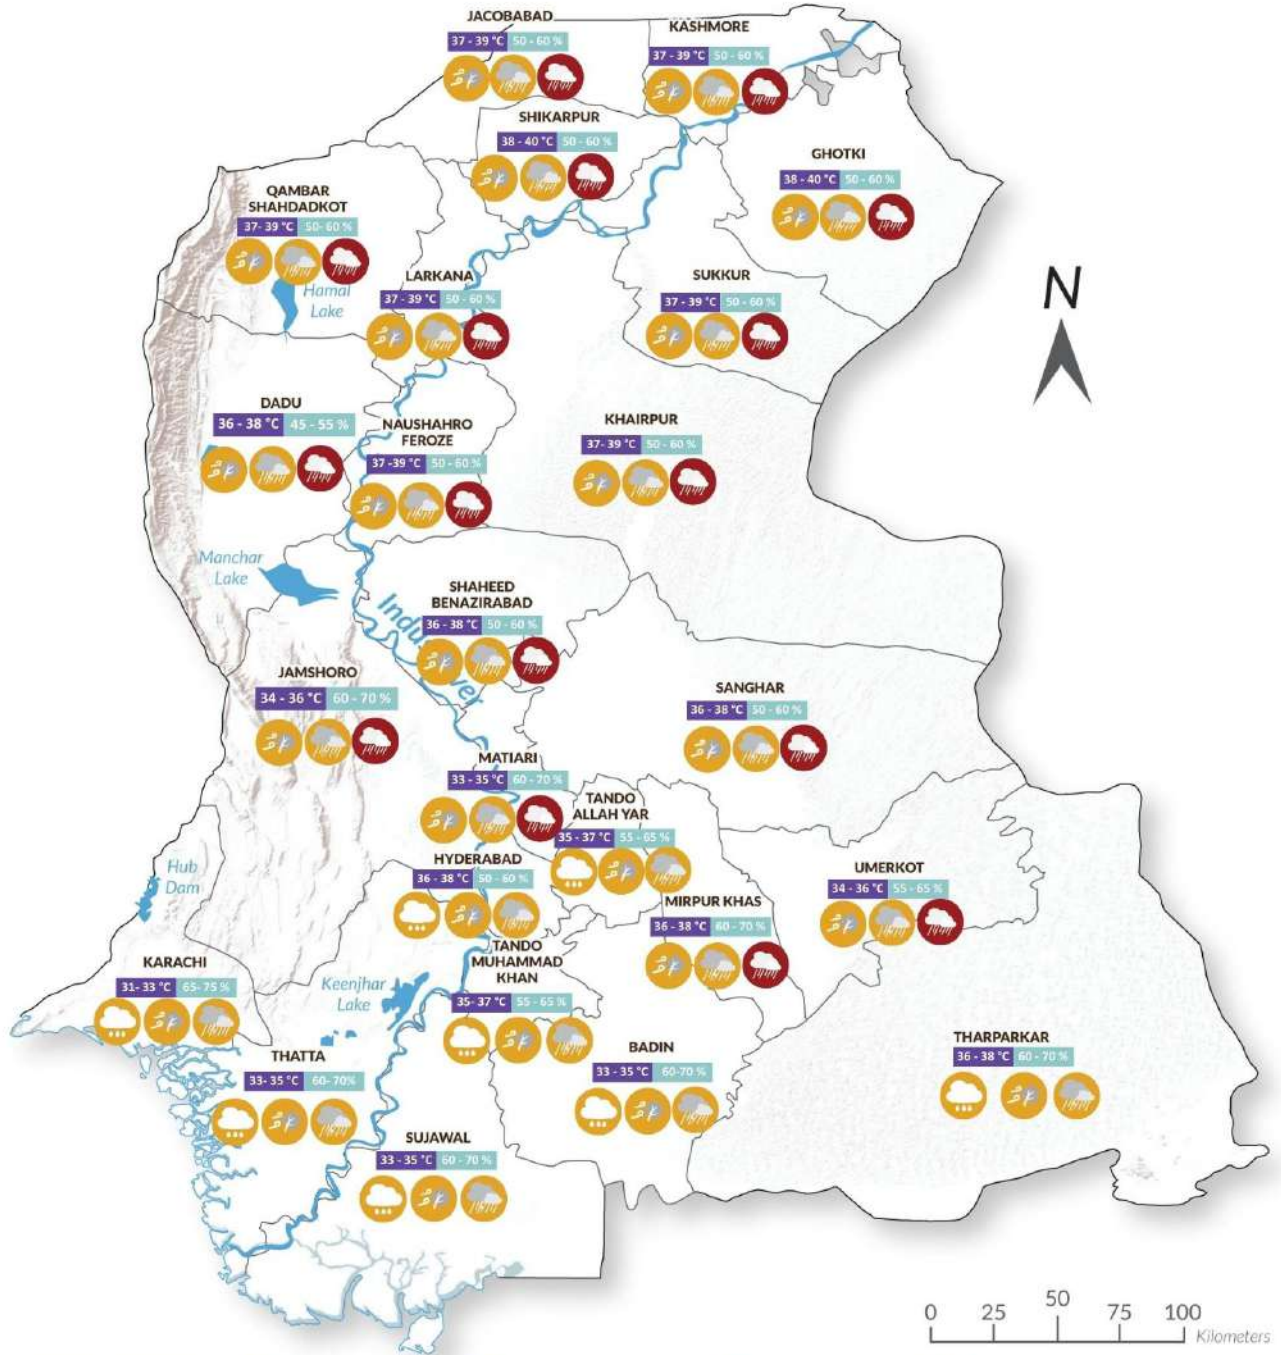 JACOBABAD
37 - 39 °C 50 - 60 %
KASHMORE
37 - 39 °C 50 - 60 %
SHIKARPUR
38 - 40 °C 50 - 60 %
GHOTKI
38 - 40 °C 50 - 60 %
QAMBAR
SHAHDADKOT
37- 39 °C 50- 60 %
Hamal
Lake
LARKANA
37 - 39 °C 50 - 60 %
SUKKUR
37 - 39 °C 50 - 60 %
N
DADU
36 - 38 °C 45 - 55 %
NAUSHAHRO
FEROZE
37 -39 °C 50 - 60 %
KHAIRPUR
37- 39 °C 50 - 60 %
Manchar
Lake
SHAHEED
BENAZIRABAD
36 - 38 °C 50 - 60 %
JAMSHORO
34 - 36 °C 60 - 70 %
SANGHAR
36 - 38 °C 50 - 60 %
MATIARI
33 - 35 °C 60 - 70 %
TANDO
ALLAH YAR
35 - 37 °C 55 - 65 %
HYDERABAD
36 - 38 °C 50 - 60 %
Hub
Dam
UMERKOT
34 - 36 °C 55 - 65 %
MIRPUR KHAS
36 - 38 °C 60 - 70 %
KARACHI
31- 33 °C 65- 75 %
Keenjhar
Lake
TANDO
MUHAMMAD
KHAN
35- 37 °C 55 - 65 %
THATTA
33- 35 °C 60- 70%
BADIN
33 - 35 °C 60-70 %
THARPARKAR
36 - 38 °C 60 - 70 %
SUJAWAL
33 - 35 °C 60 - 70 %
0 25 50 75 100
Kilometers